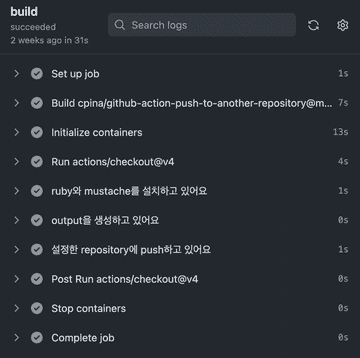 build
succeeded
2 weeks ago in 31s
Search logs
Set up job 1s
Build cpina/github-action-push-to-another-repository@m... 7s
Initialize containers 13s
Run actions/checkout@v4 4s
ruby와 mustache를 설치하고 있어요 1s
output을 생성하고 있어요 0s
설정한 repository에 push하고 있어요 1s
Post Run actions/checkout@v4 0s
Stop containers 0s
Complete job 0s